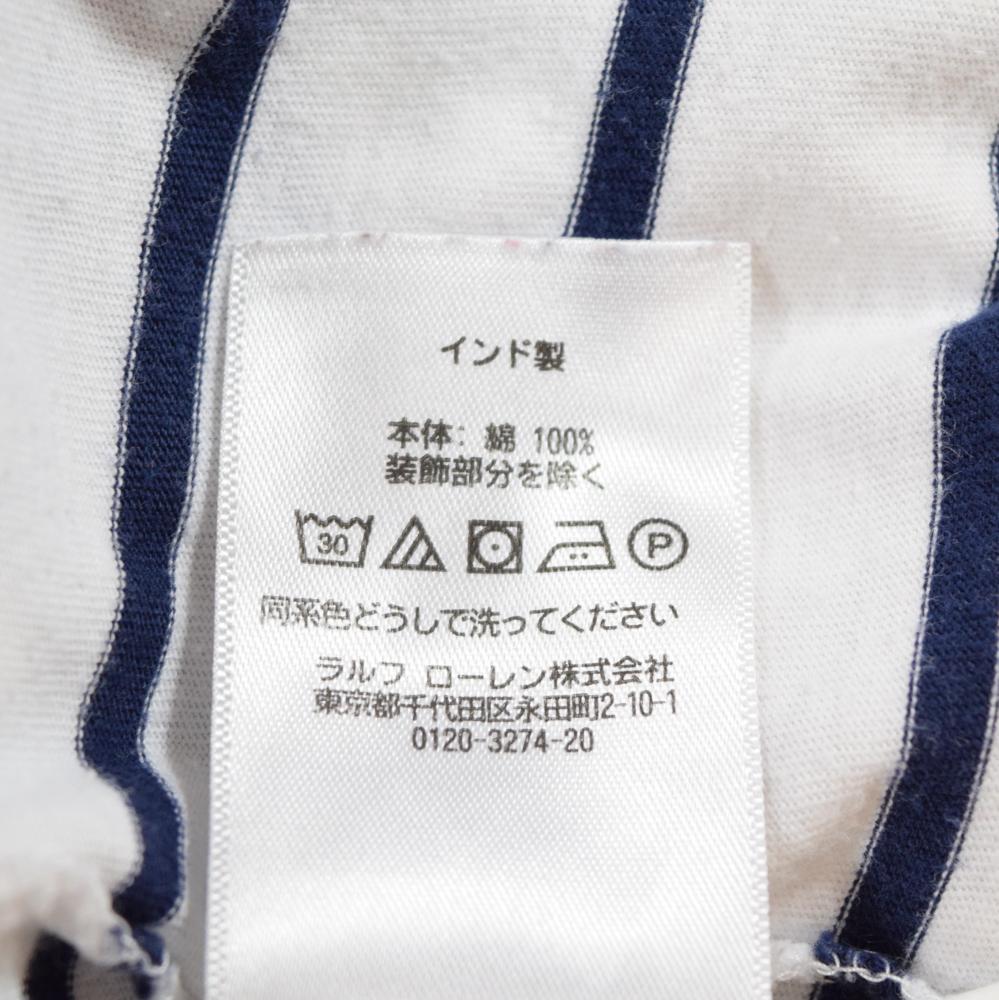 インド製
本体: 綿 100%
装飾部分を除く
30 P
同系色どうしで洗ってください
ラルフ ローレン株式会社
東京都千代田区永田町2-10-1
0120-3274-20